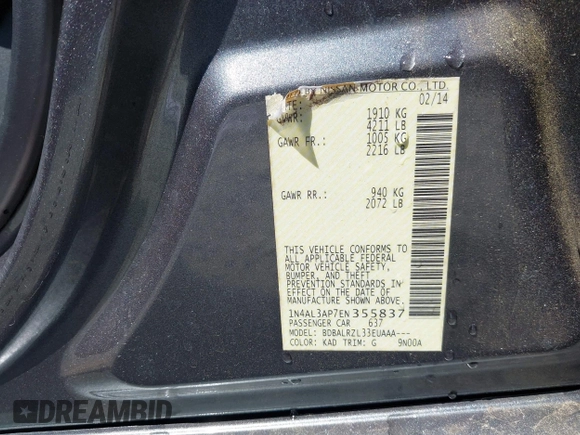 NISSAN MOTOR CO., LTD.
02/14
GVWR: 1910 KG
4211 LB
GAWR FR.: 1005 KG
2216 LB
GAWR RR.: 940 KG
2072 LB
THIS VEHICLE CONFORMS TO
ALL APPLICABLE FEDERAL
MOTOR VEHICLE SAFETY,
BUMPER, AND THEFT
PREVENTION STANDARDS IN
EFFECT ON THE DATE OF
MANUFACTURE SHOWN ABOVE.
1N4AL3AP7EN355837
PASSENGER CAR 637
MODEL: BDBALRZL33EUAAA---
COLOR: KAD TRIM: G 9N00A
DREAMBID